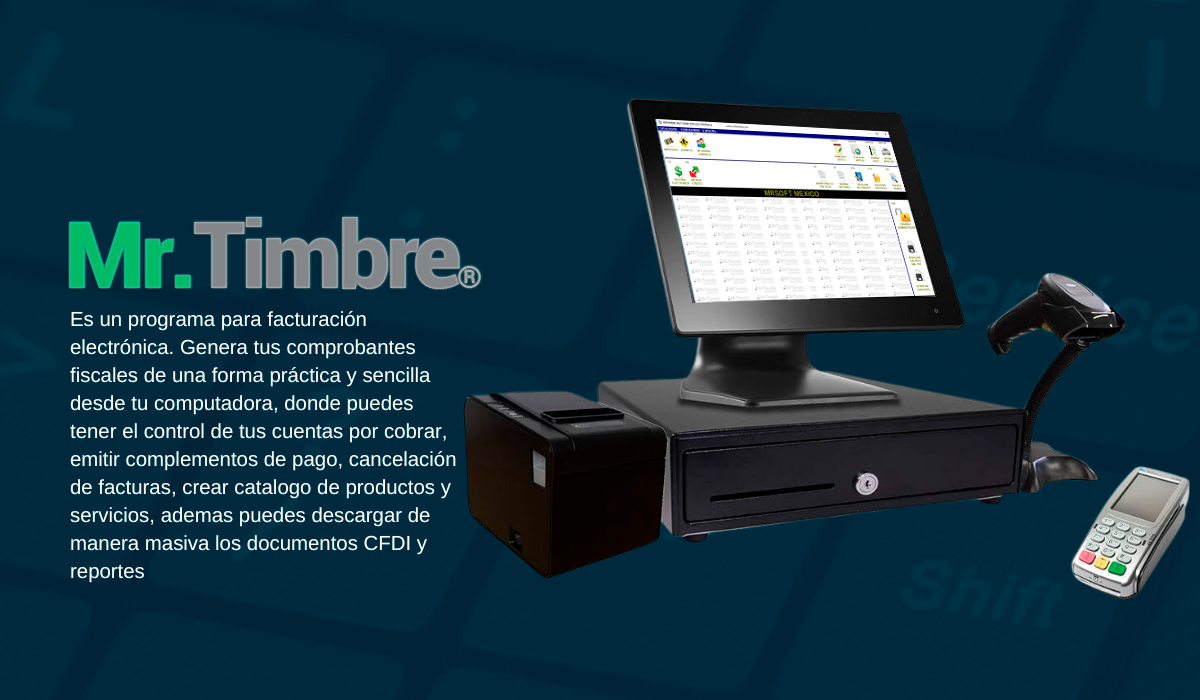 Mr.Timbre®
Es un programa para facturación
electrónica. Genera tus comprobantes
fiscales de una forma práctica y sencilla
desde tu computadora, donde puedes
tener el control de tus cuentas por cobrar,
emitir complementos de pago, cancelación
de facturas, crear catalogo de productos y
servicios, ademas puedes descargar de
manera masiva los documentos CFDI y
reportes
MRSOFT MEXICO
Service
Shift